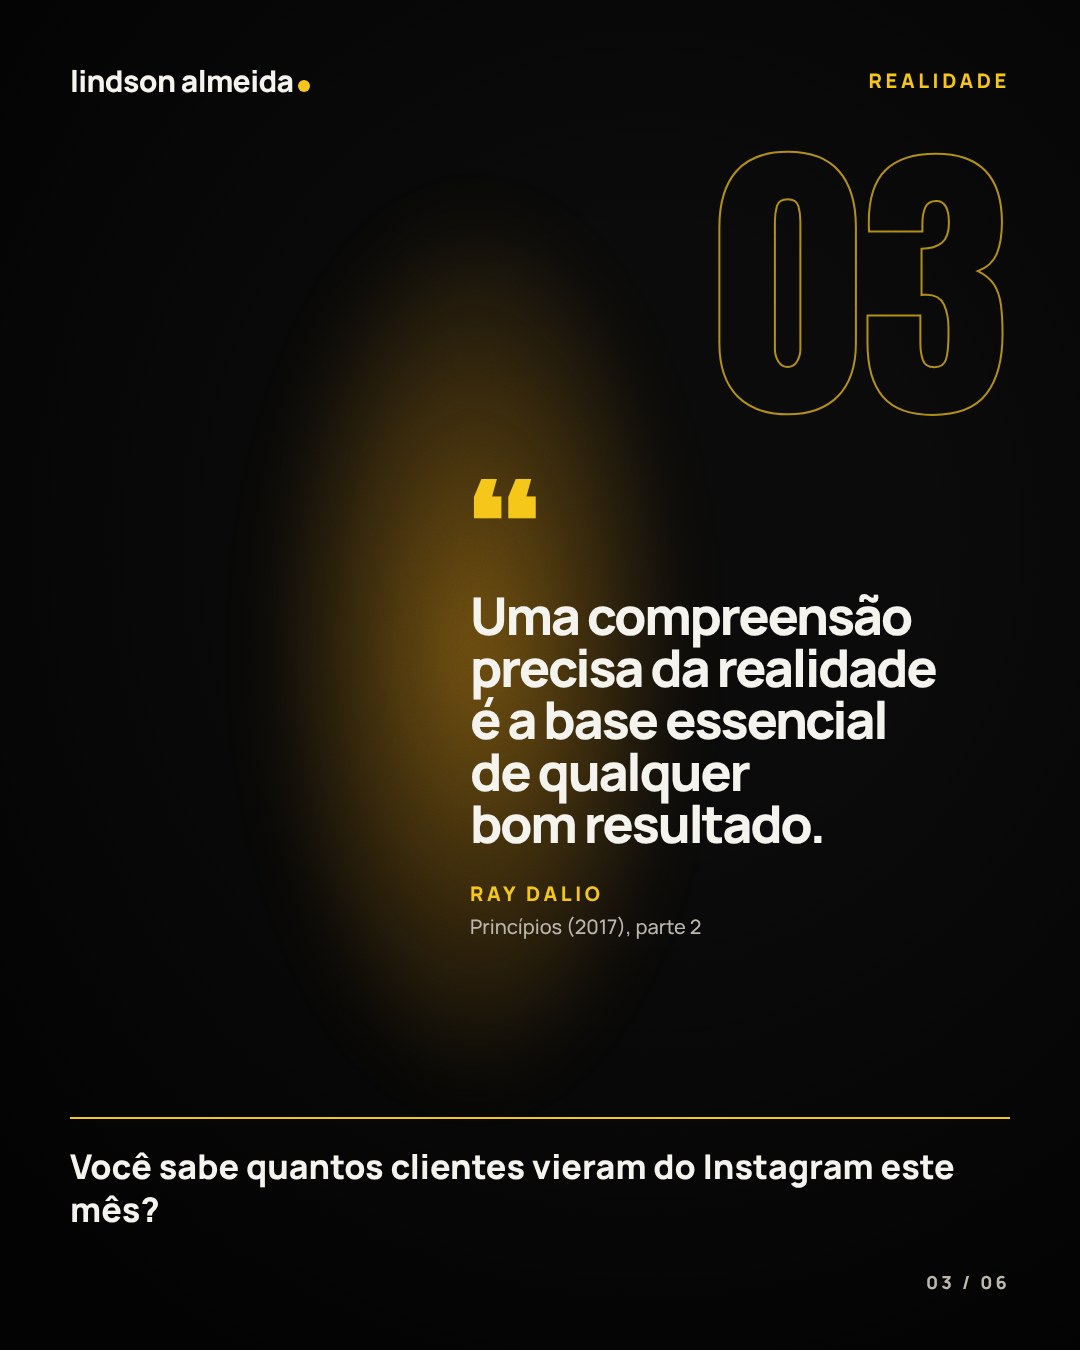 lindson almeida
REALIDADE
03
❝
Uma compreensão
precisa da realidade
é a base essencial
de qualquer
bom resultado.
RAY DALIO
Princípios (2017), parte 2
Você sabe quantos clientes vieram do Instagram este
mês?
03 / 06